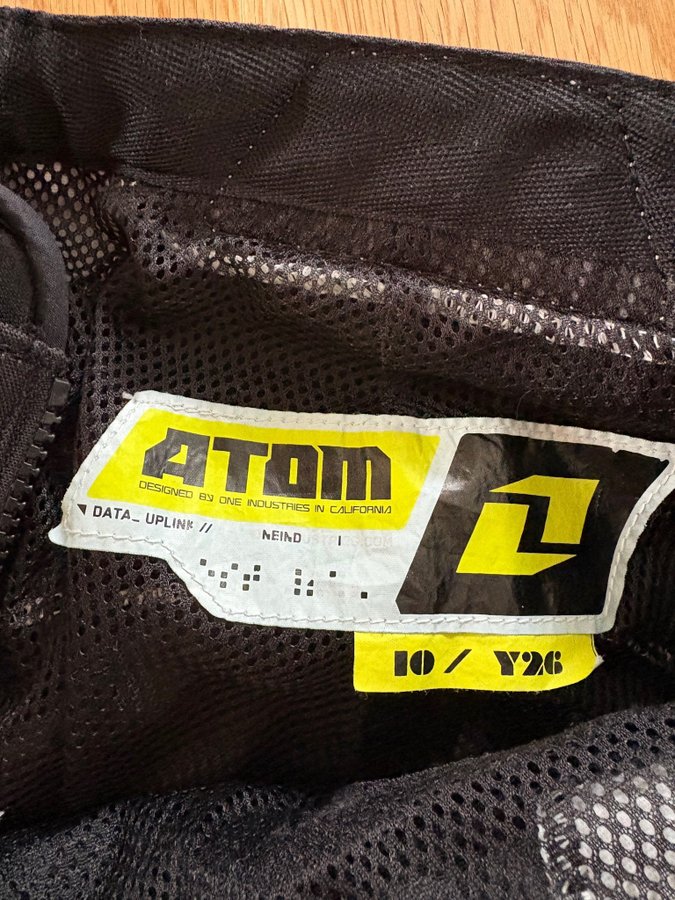 ATOM
DESIGNED BY ONE INDUSTRIES IN CALIFORNIA
DATA_ UPLINK //
10 / Y26